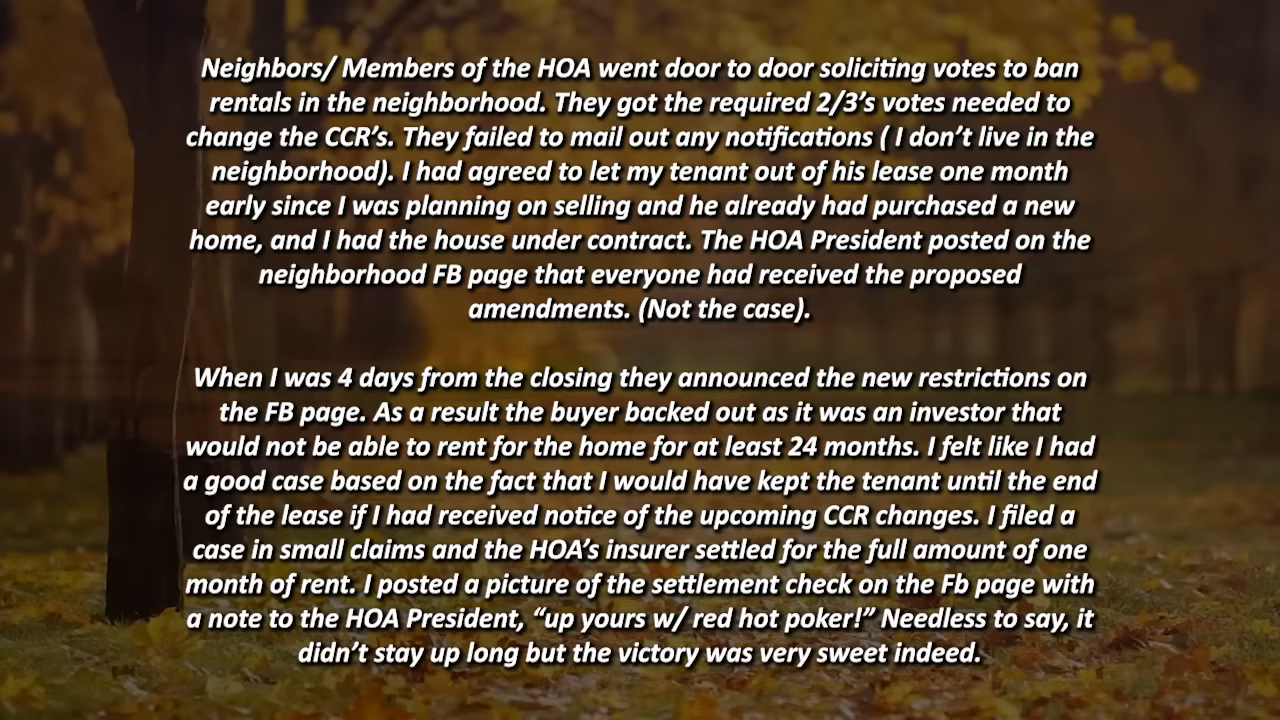 Neighbors/ Members of the HOA went door to door soliciting votes to ban
rentals in the neighborhood. They got the required 2/3’s votes needed to
change the CCR’s. They failed to mail out any notifications ( I don’t live in the
neighborhood). I had agreed to let my tenant out of his lease one month
early since I was planning on selling and he already had purchased a new
home, and I had the house under contract. The HOA President posted on the
neighborhood FB page that everyone had received the proposed
amendments. (Not the case).

When I was 4 days from the closing they announced the new restrictions on
the FB page. As a result the buyer backed out as it was an investor that
would not be able to rent for the home for at least 24 months. I felt like I had
a good case based on the fact that I would have kept the tenant until the end
of the lease if I had received notice of the upcoming CCR changes. I filed a
case in small claims and the HOA’s insurer settled for the full amount of one
month of rent. I posted a picture of the settlement check on the Fb page with
a note to the HOA President, “up yours w/ red hot poker!” Needless to say, it
didn’t stay up long but the victory was very sweet indeed.